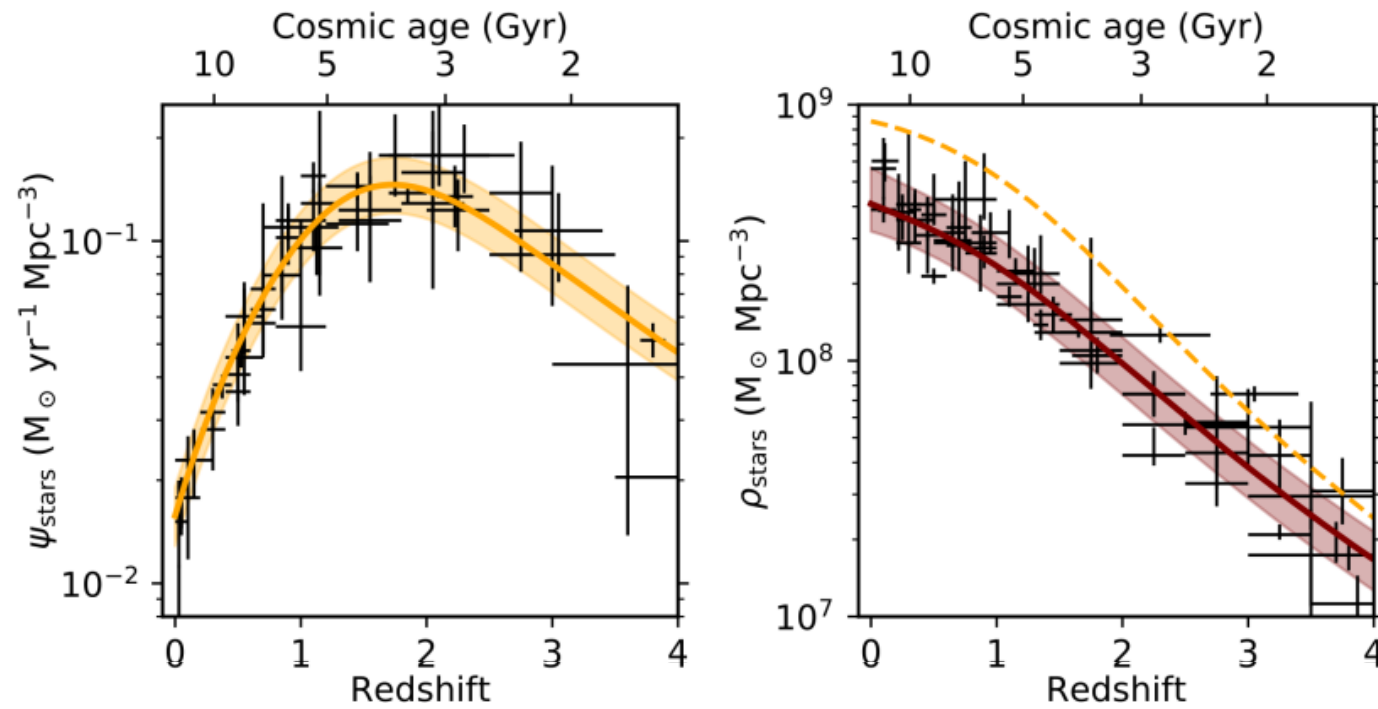 Cosmic age (Gyr)
10 5 3 2
ψstars (M⊙ yr⁻¹ Mpc⁻³)
10⁻¹
10⁻²
0 1 2 3 4
Redshift
Cosmic age (Gyr)
10 5 3 2
ρstars (M⊙ Mpc⁻³)
10⁹
10⁸
10⁷
0 1 2 3 4
Redshift